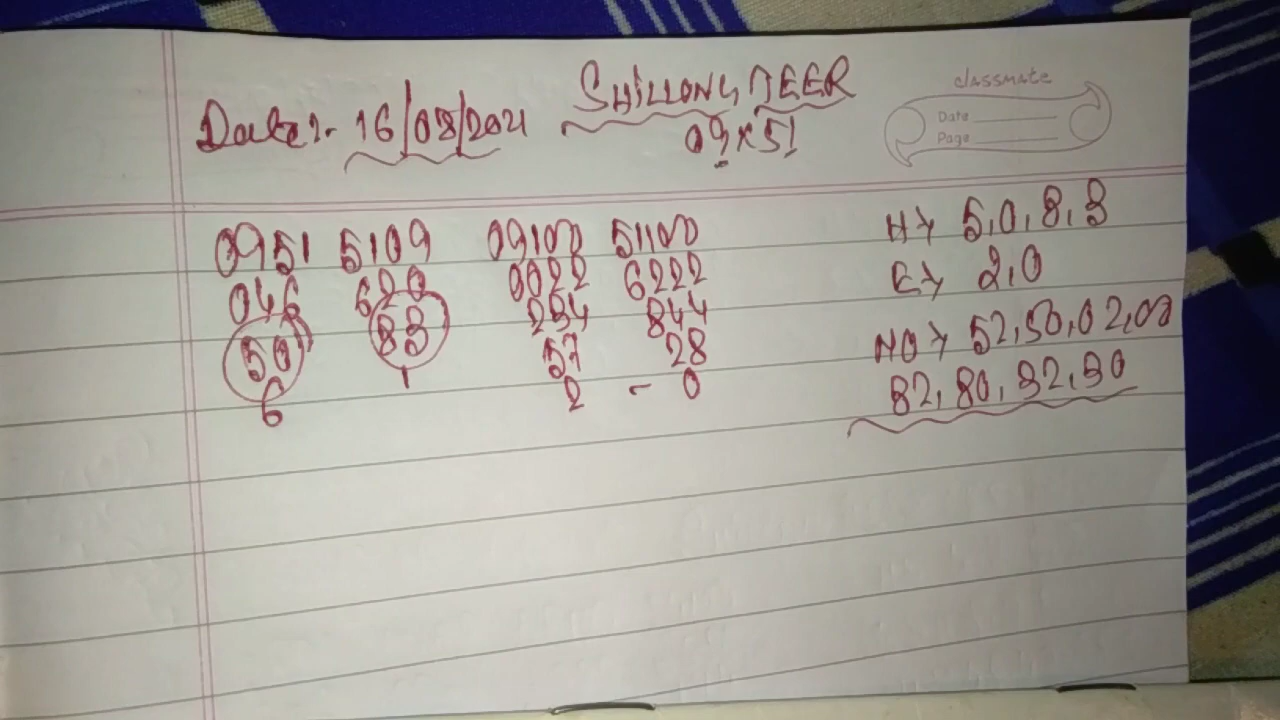 SHILLONG TEER
Date:- 16/08/2021
09x51
classmate
Date
Page
0951 5109 09100 51100
046 620 0022 6222
50 83 234 844
6 1 57 28
2 - 0
H> 5,0,8,3
E> 2,0
NO> 52,50,02,00
82,80,32,30